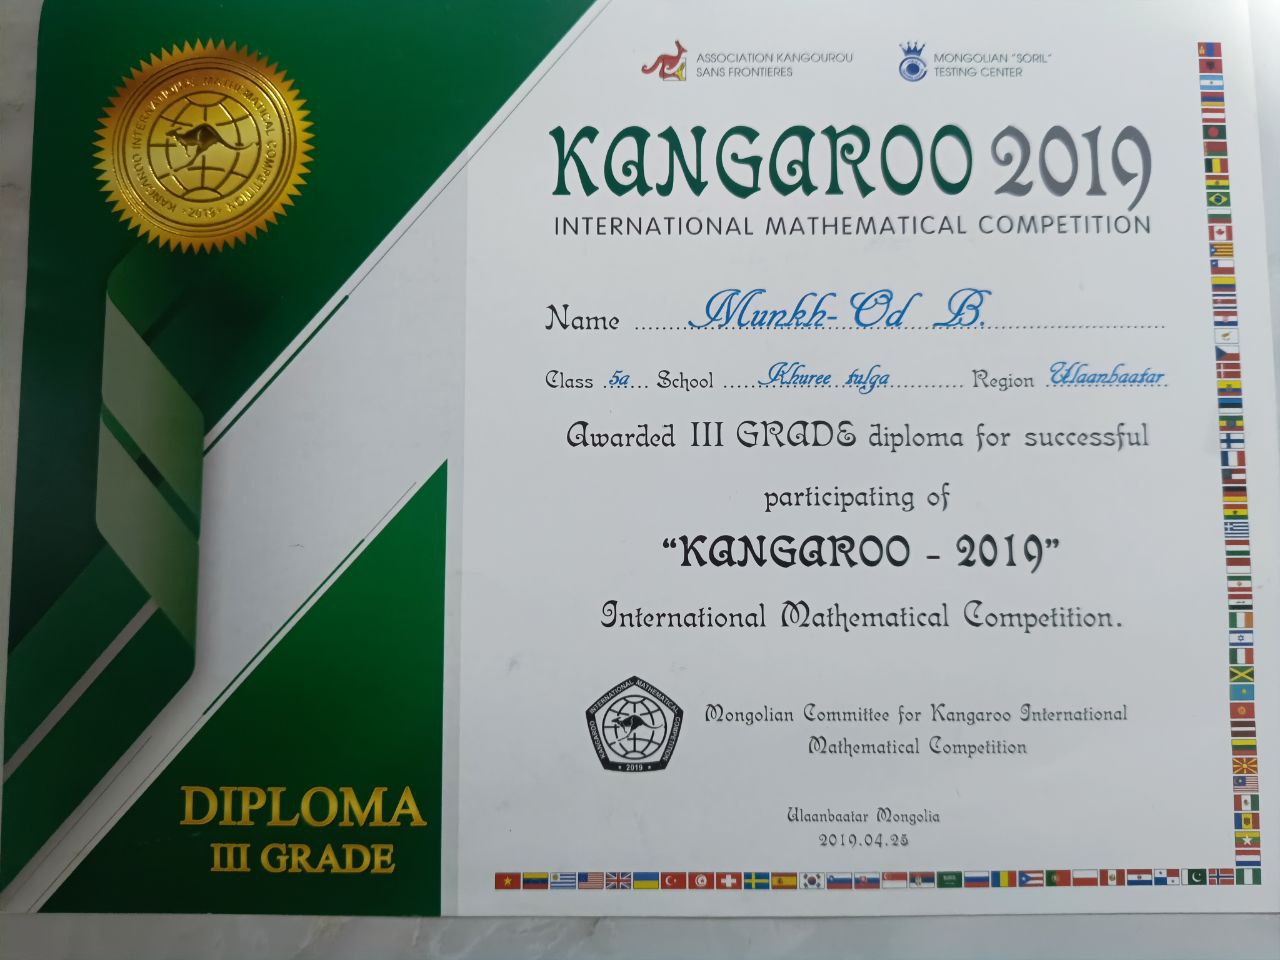 KANGAROO INTERNATIONAL MATHEMATICAL COMPETITION
•2019•
ASSOCIATION KANGOUROU
SANS FRONTIERES
MONGOLIAN "SORIL"
TESTING CENTER
KANGAROO 2019
INTERNATIONAL MATHEMATICAL COMPETITION
Name Munkh-Od B.
Class 5a School Khuree tulga Region Ulaanbaatar
Awarded III GRADE diploma for successful
participating of
“KANGAROO - 2019”
International Mathematical Competition.
KANGAROO INTERNATIONAL MATHEMATICAL COMPETITION
2019
Mongolian Committee for Kangaroo International
Mathematical Competition
Ulaanbaatar Mongolia
2019.04.25
DIPLOMA
III GRADE